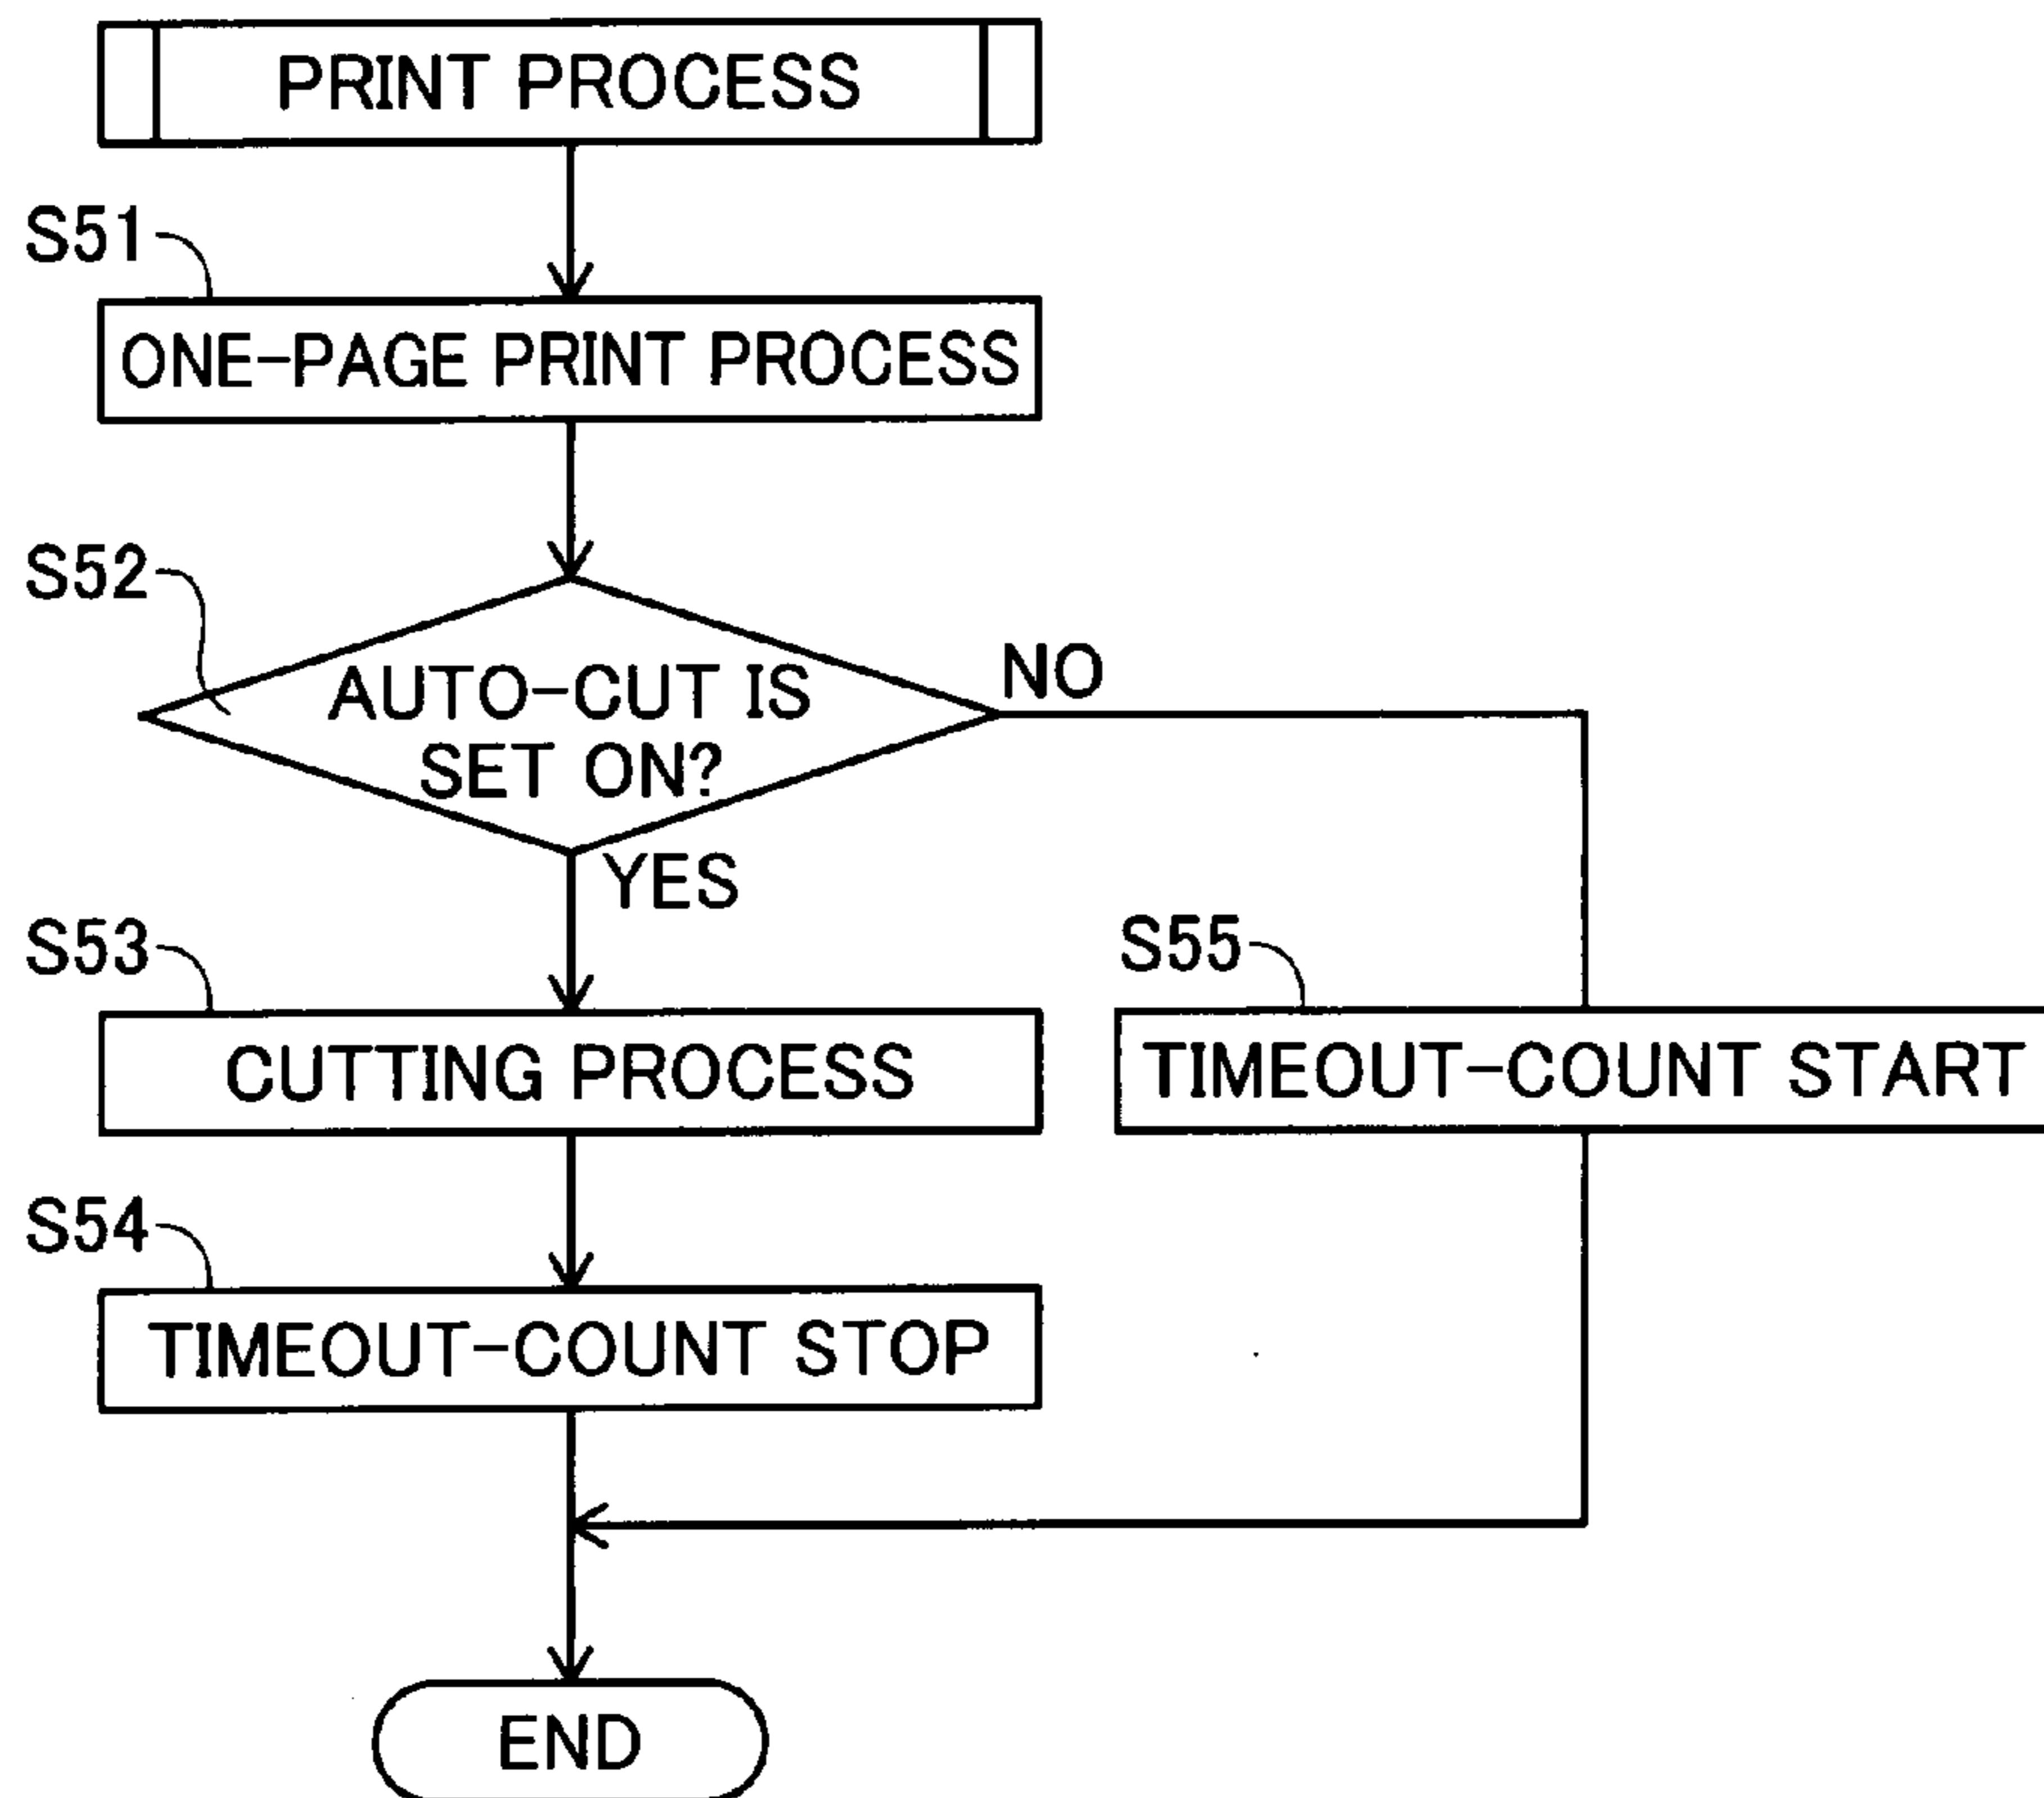 PRINT PROCESS
S51
ONE-PAGE PRINT PROCESS
S52
AUTO-CUT IS
SET ON?
NO
YES
S53
CUTTING PROCESS
S55
TIMEOUT-COUNT START
S54
TIMEOUT-COUNT STOP
END